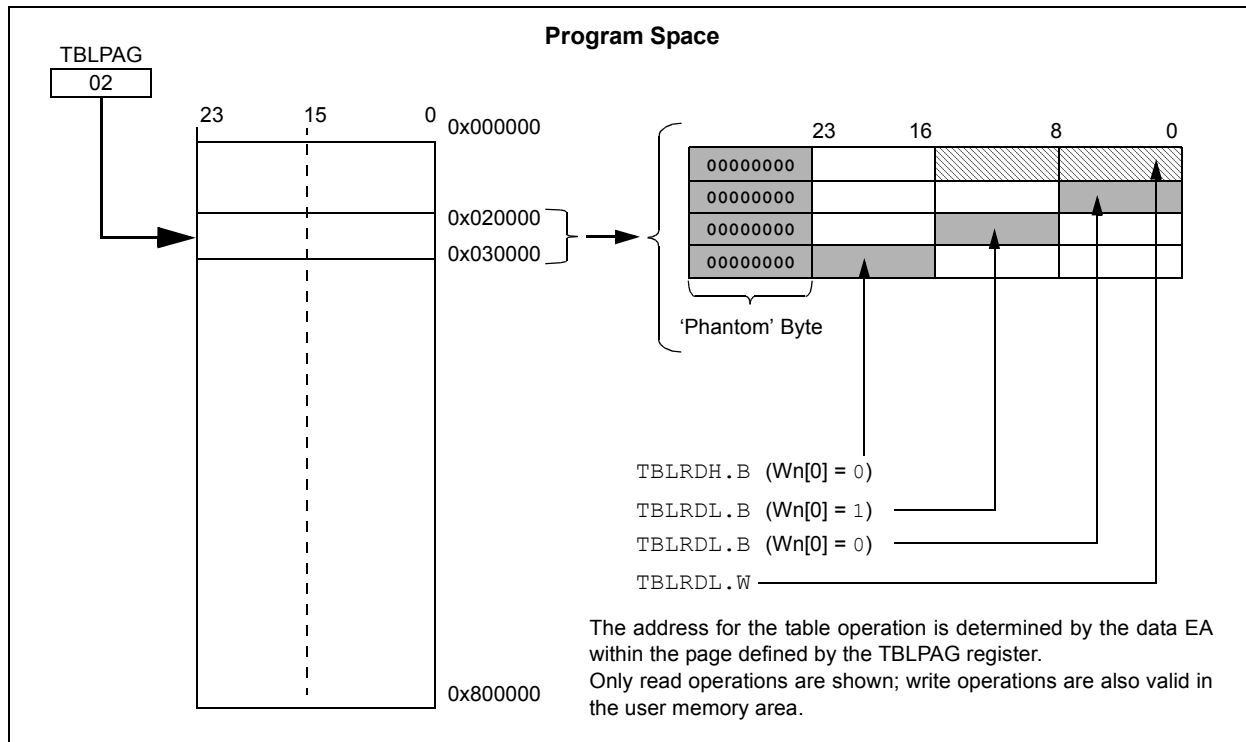 Program Space
TBLPAG
02
23 15 0
0x000000
0x020000
0x030000
0x800000
23 16 8 0
00000000
00000000
00000000
00000000
‘Phantom’ Byte
TBLRDH.B (Wn[0] = 0)
TBLRDL.B (Wn[0] = 1)
TBLRDL.B (Wn[0] = 0)
TBLRDL.W
The address for the table operation is determined by the data EA
within the page defined by the TBLPAG register.
Only read operations are shown; write operations are also valid in
the user memory area.